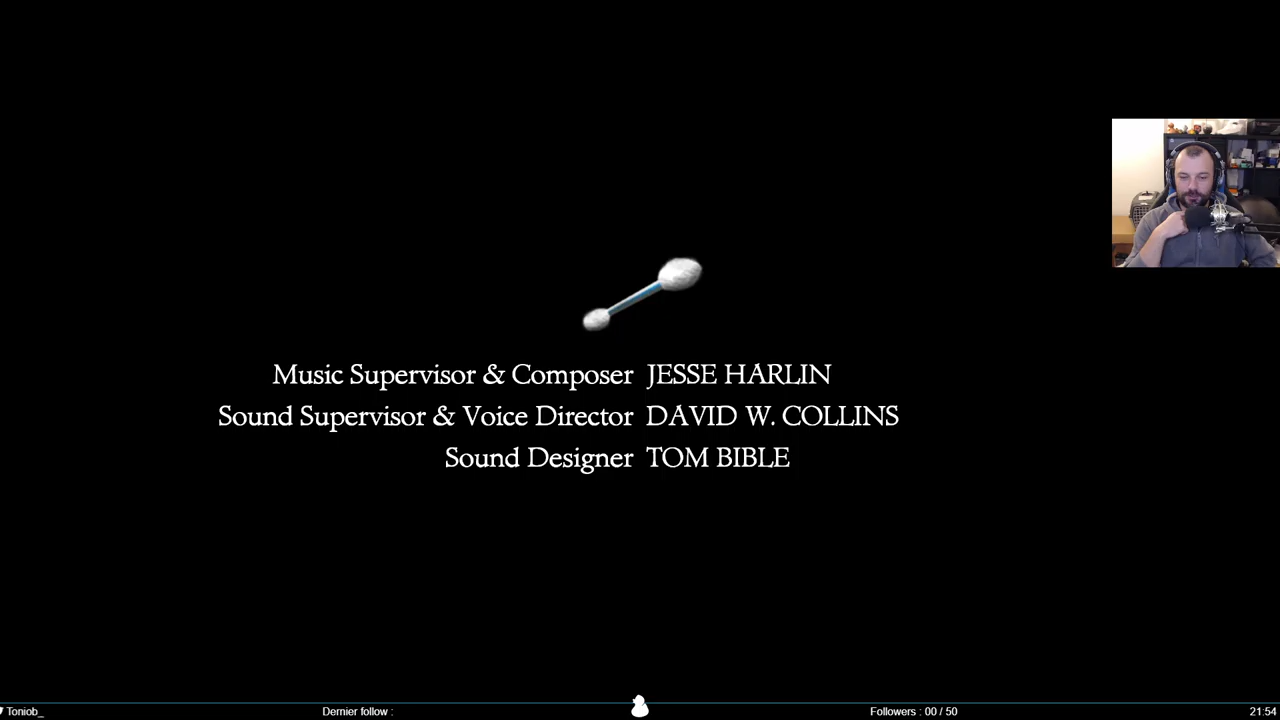 Music Supervisor & Composer JESSE HARLIN
Sound Supervisor & Voice Director DAVID W. COLLINS
Sound Designer TOM BIBLE
Toniob_ Dernier follow : Followers : 00 / 50 21:54